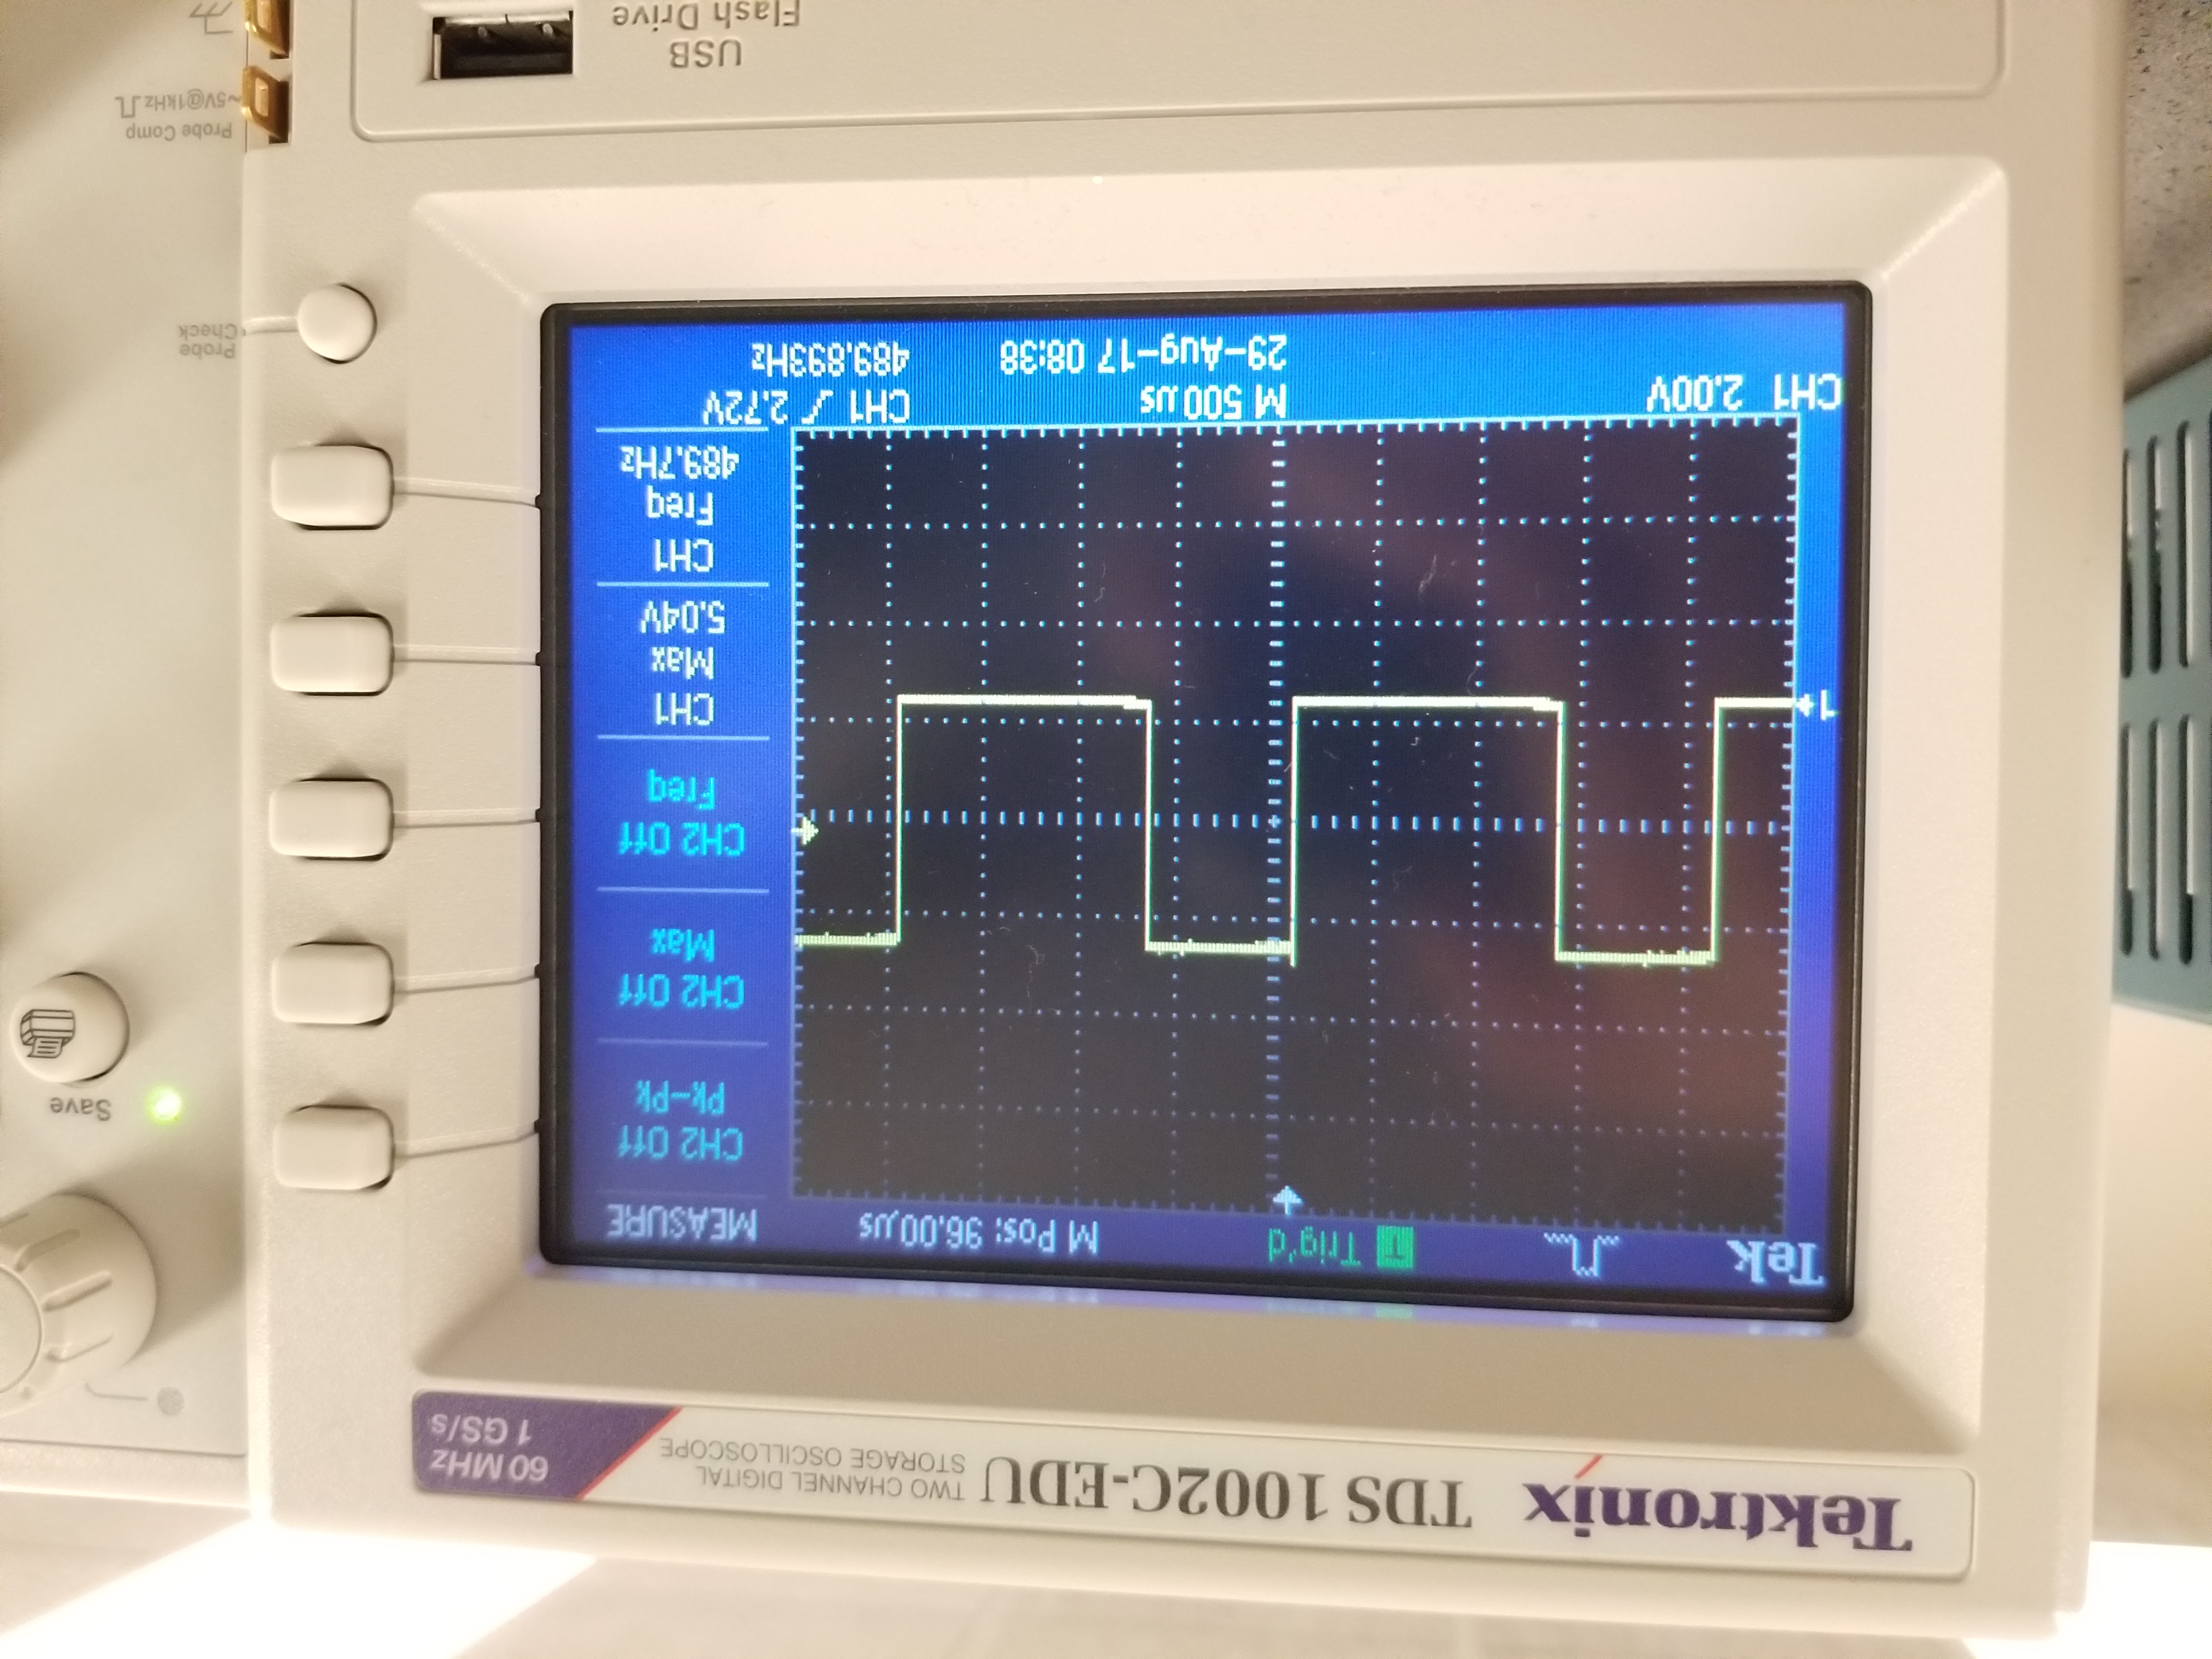 Tektronix TDS 1002C-EDU TWO CHANNEL DIGITAL
STORAGE OSCILLOSCOPE
60 MHz
1 GS/s
Tek T Trig'd M Pos: 96.00µs MEASURE
CH2 Off
Pk-Pk
CH2 Off
Max
CH2 Off
Freq
CH1
Max
5.04V
CH1
Freq
489.7Hz
1
CH1 2.00V M 500µs CH1 2.72V
29-Aug-17 08:38 489.893Hz
Save
Probe
Check
Probe Comp
~5V@1kHz
USB
Flash Drive